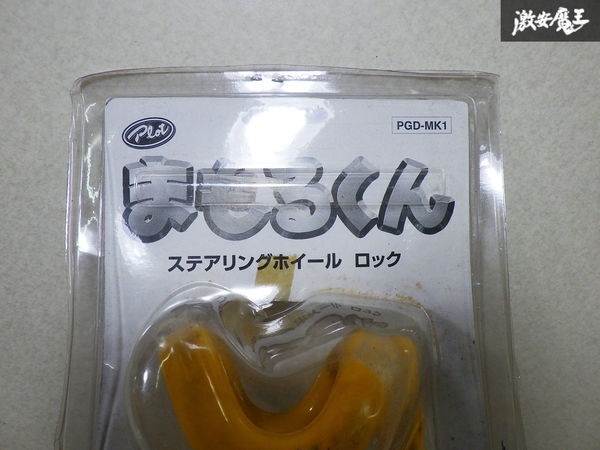 激安魔王
Plot
PGD-MK1
まもるくん
ステアリングホイール ロック